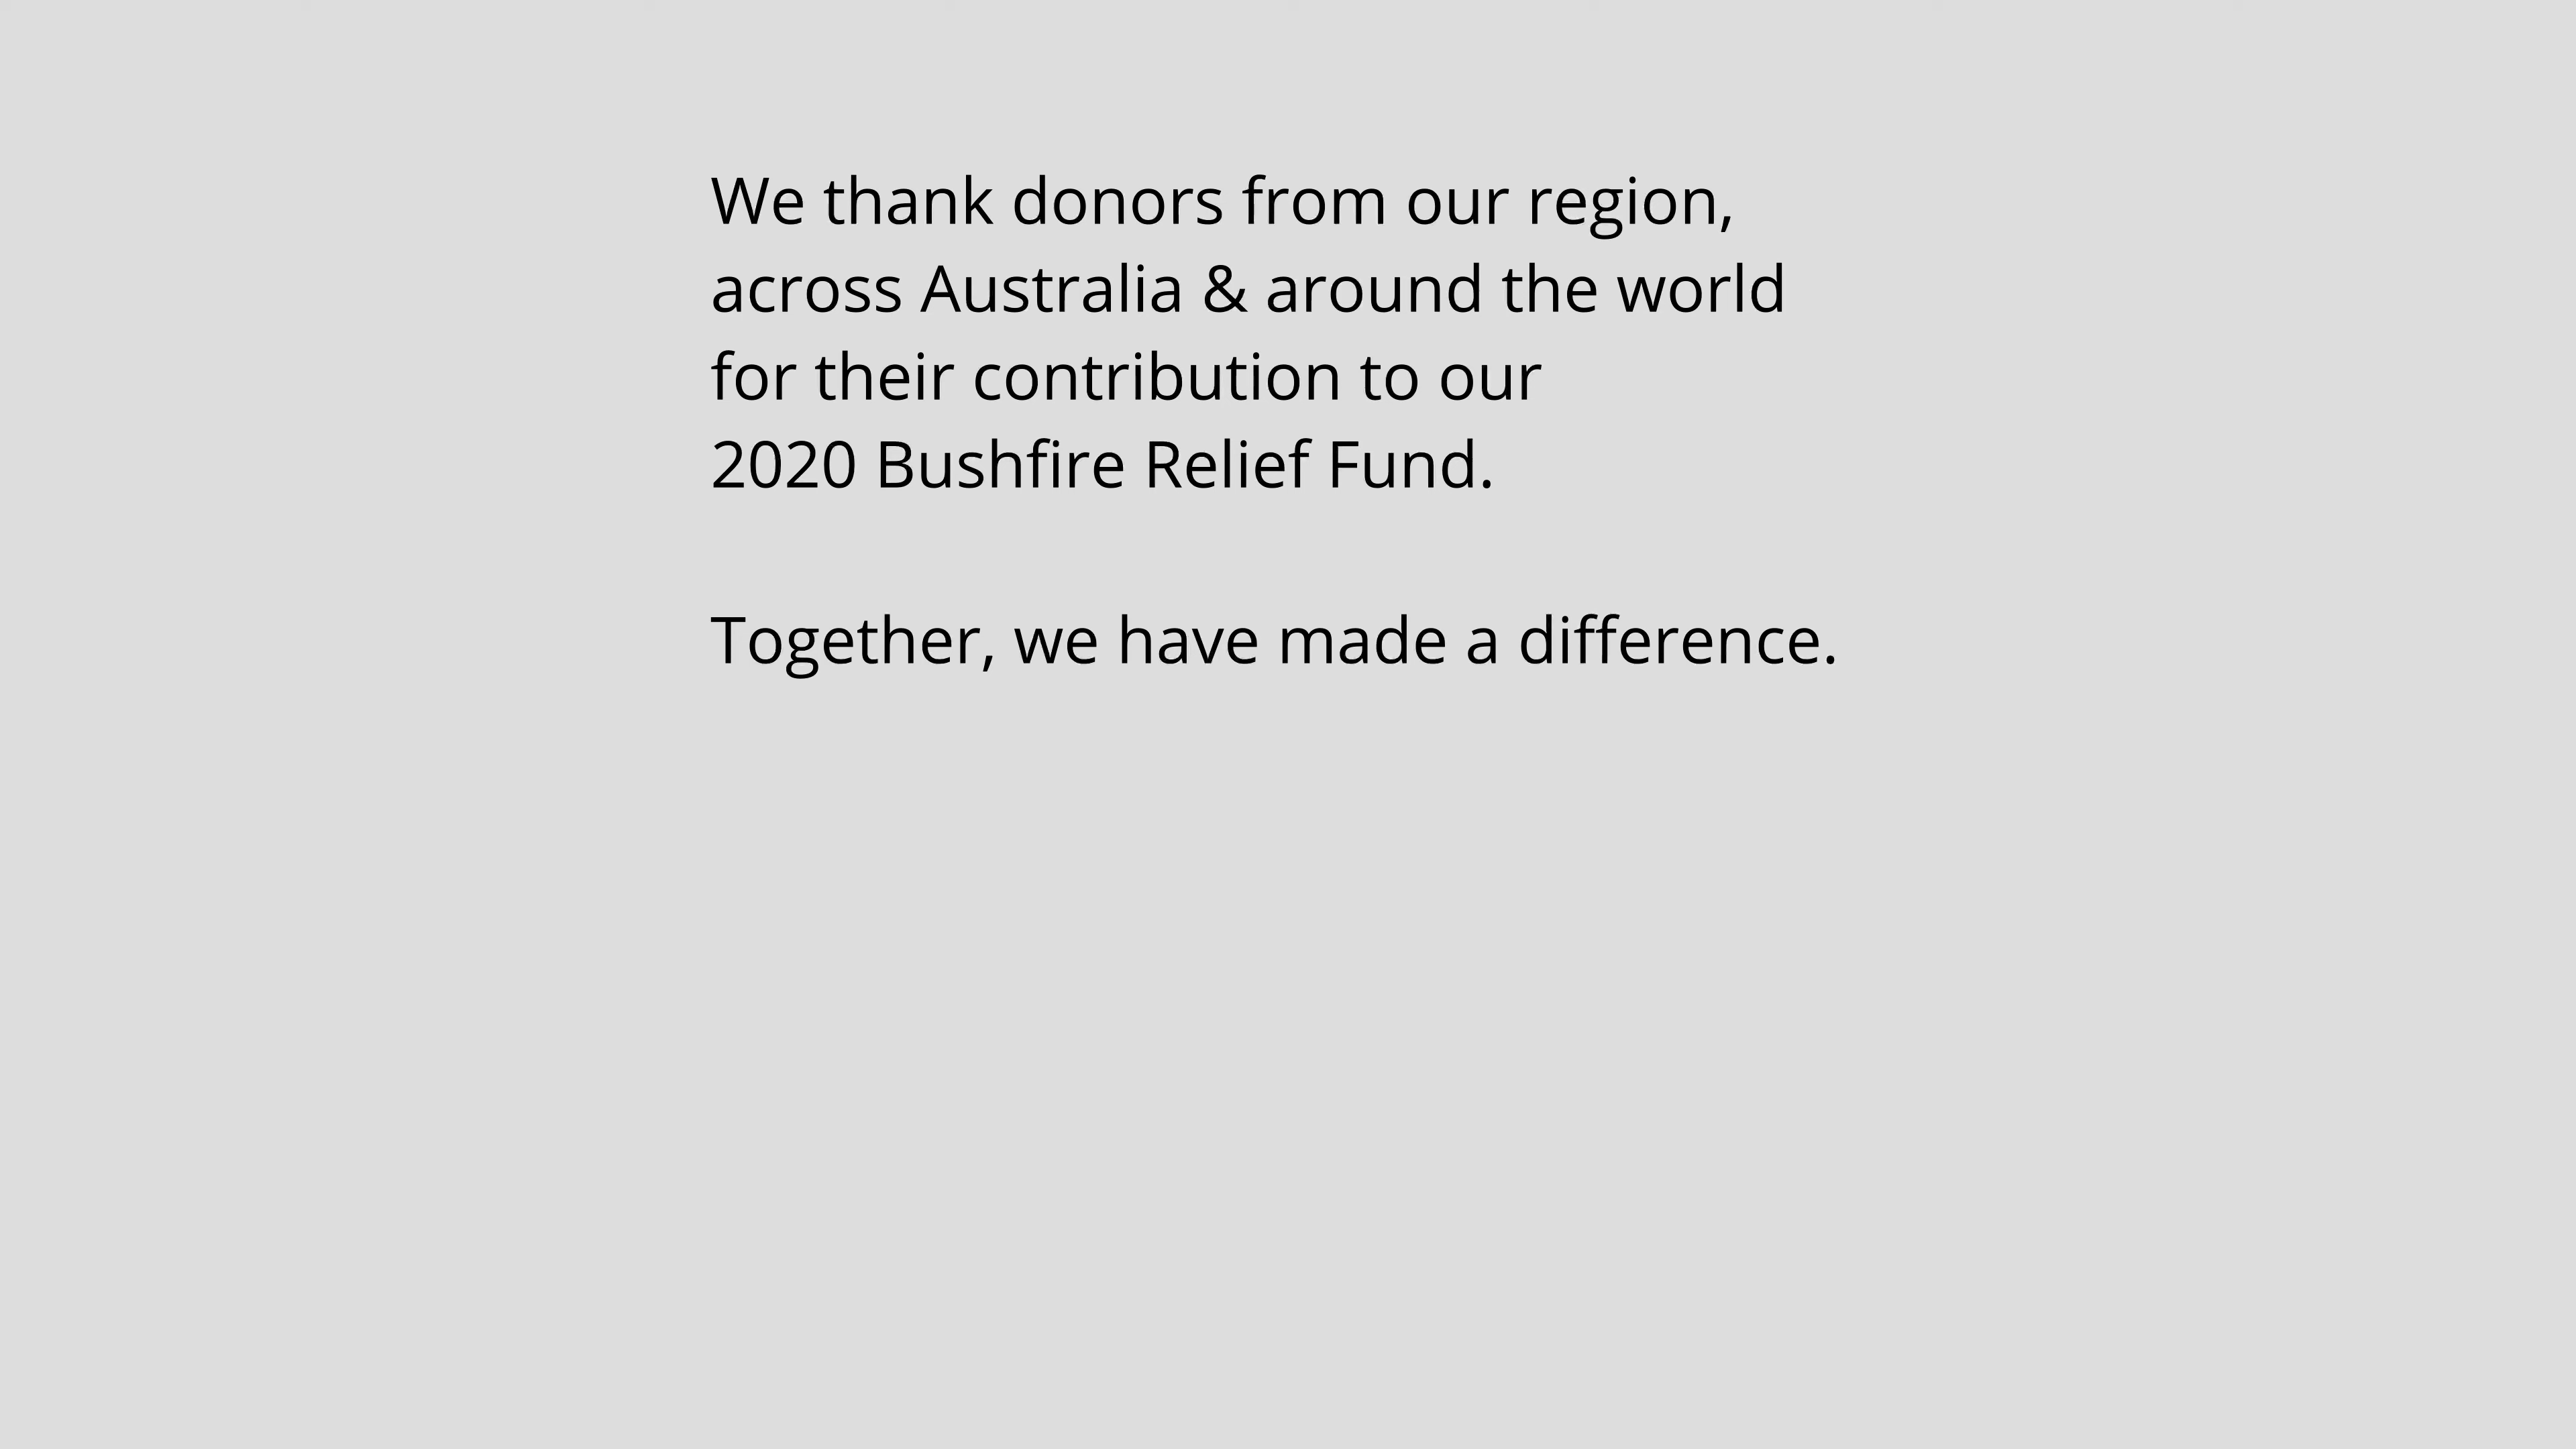 We thank donors from our region,
across Australia & around the world
for their contribution to our
2020 Bushfire Relief Fund.
Together, we have made a difference.